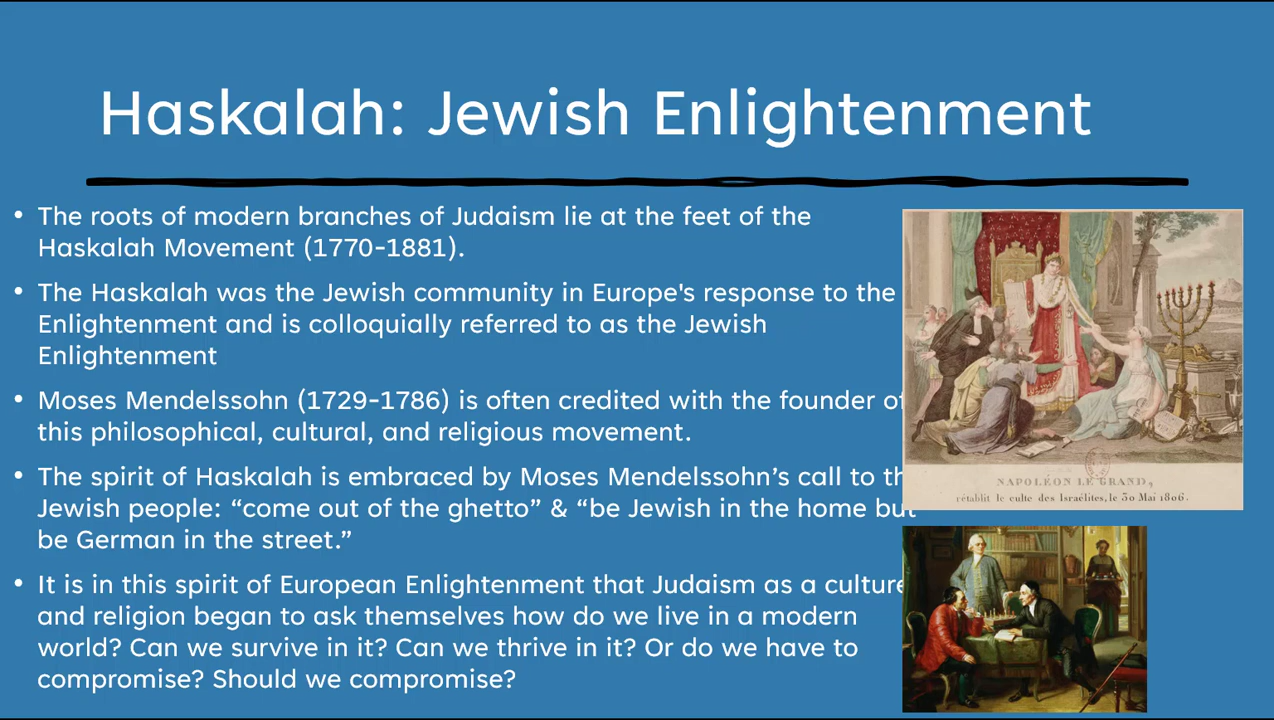 Haskalah: Jewish Enlightenment
• The roots of modern branches of Judaism lie at the feet of the
Haskalah Movement (1770-1881).
• The Haskalah was the Jewish community in Europe's response to the
Enlightenment and is colloquially referred to as the Jewish
Enlightenment
• Moses Mendelssohn (1729-1786) is often credited with the founder of
this philosophical, cultural, and religious movement.
• The spirit of Haskalah is embraced by Moses Mendelssohn’s call to th
Jewish people: “come out of the ghetto” & “be Jewish in the home but
be German in the street.”
• It is in this spirit of European Enlightenment that Judaism as a culture
and religion began to ask themselves how do we live in a modern
world? Can we survive in it? Can we thrive in it? Or do we have to
compromise? Should we compromise?
NAPOLÉON LE GRAND,
rétablit le culte des Israélites, le 30 Mai 1806.